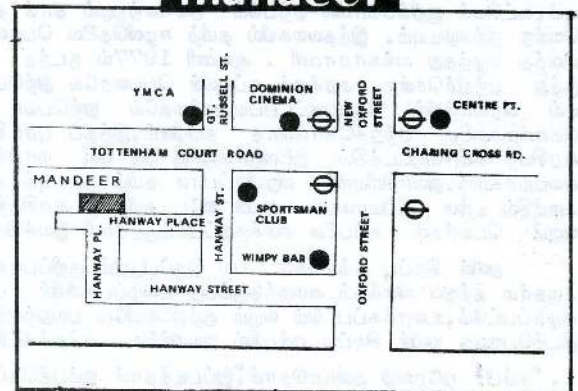 mandeer
YMCA
GT. RUSSELL ST.
DOMINION
CINEMA
NEW
OXFORD
STREET
CENTRE PT.
TOTTENHAM COURT ROAD
CHARING CROSS RD.
MANDEER
HANWAY PLACE
HANWAY PL.
HANWAY ST.
SPORTSMAN
CLUB
WIMPY BAR
OXFORD STREET
HANWAY STREET